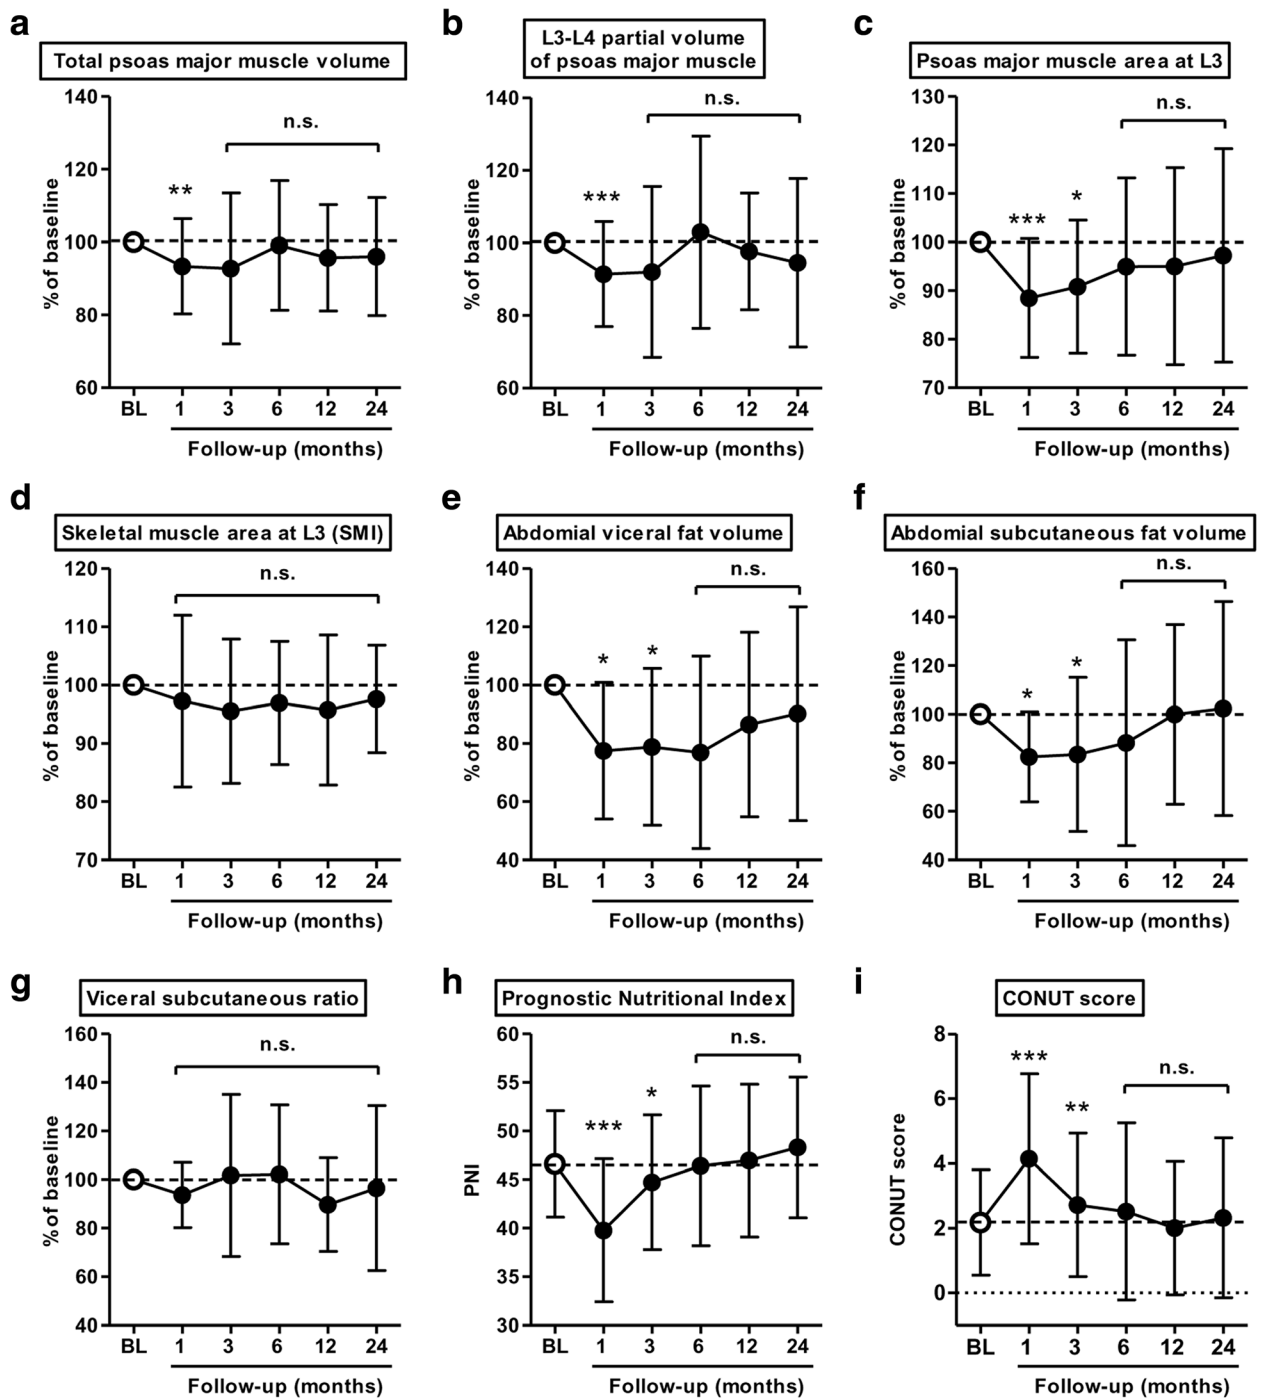 a
Total psoas major muscle volume
140
120
100
80
60
% of baseline
**
n.s.
BL 1 3 6 12 24
Follow-up (months)
b
L3-L4 partial volume
of psoas major muscle
140
120
100
80
60
% of baseline
***
n.s.
BL 1 3 6 12 24
Follow-up (months)
c
Psoas major muscle area at L3
130
120
110
100
90
80
70
% of baseline
***
*
n.s.
BL 1 3 6 12 24
Follow-up (months)
d
Skeletal muscle area at L3 (SMI)
120
110
100
90
80
70
% of baseline
n.s.
BL 1 3 6 12 24
Follow-up (months)
e
Abdomial viceral fat volume
140
120
100
80
60
40
% of baseline
*
*
n.s.
BL 1 3 6 12 24
Follow-up (months)
f
Abdomial subcutaneous fat volume
160
140
120
100
80
60
40
% of baseline
*
*
n.s.
BL 1 3 6 12 24
Follow-up (months)
g
Viceral subcutaneous ratio
160
140
120
100
80
60
40
% of baseline
n.s.
BL 1 3 6 12 24
Follow-up (months)
h
Prognostic Nutritional Index
60
55
50
45
40
35
30
PNI
***
*
n.s.
BL 1 3 6 12 24
Follow-up (months)
i
CONUT score
8
6
4
2
0
CONUT score
***
**
n.s.
BL 1 3 6 12 24
Follow-up (months)